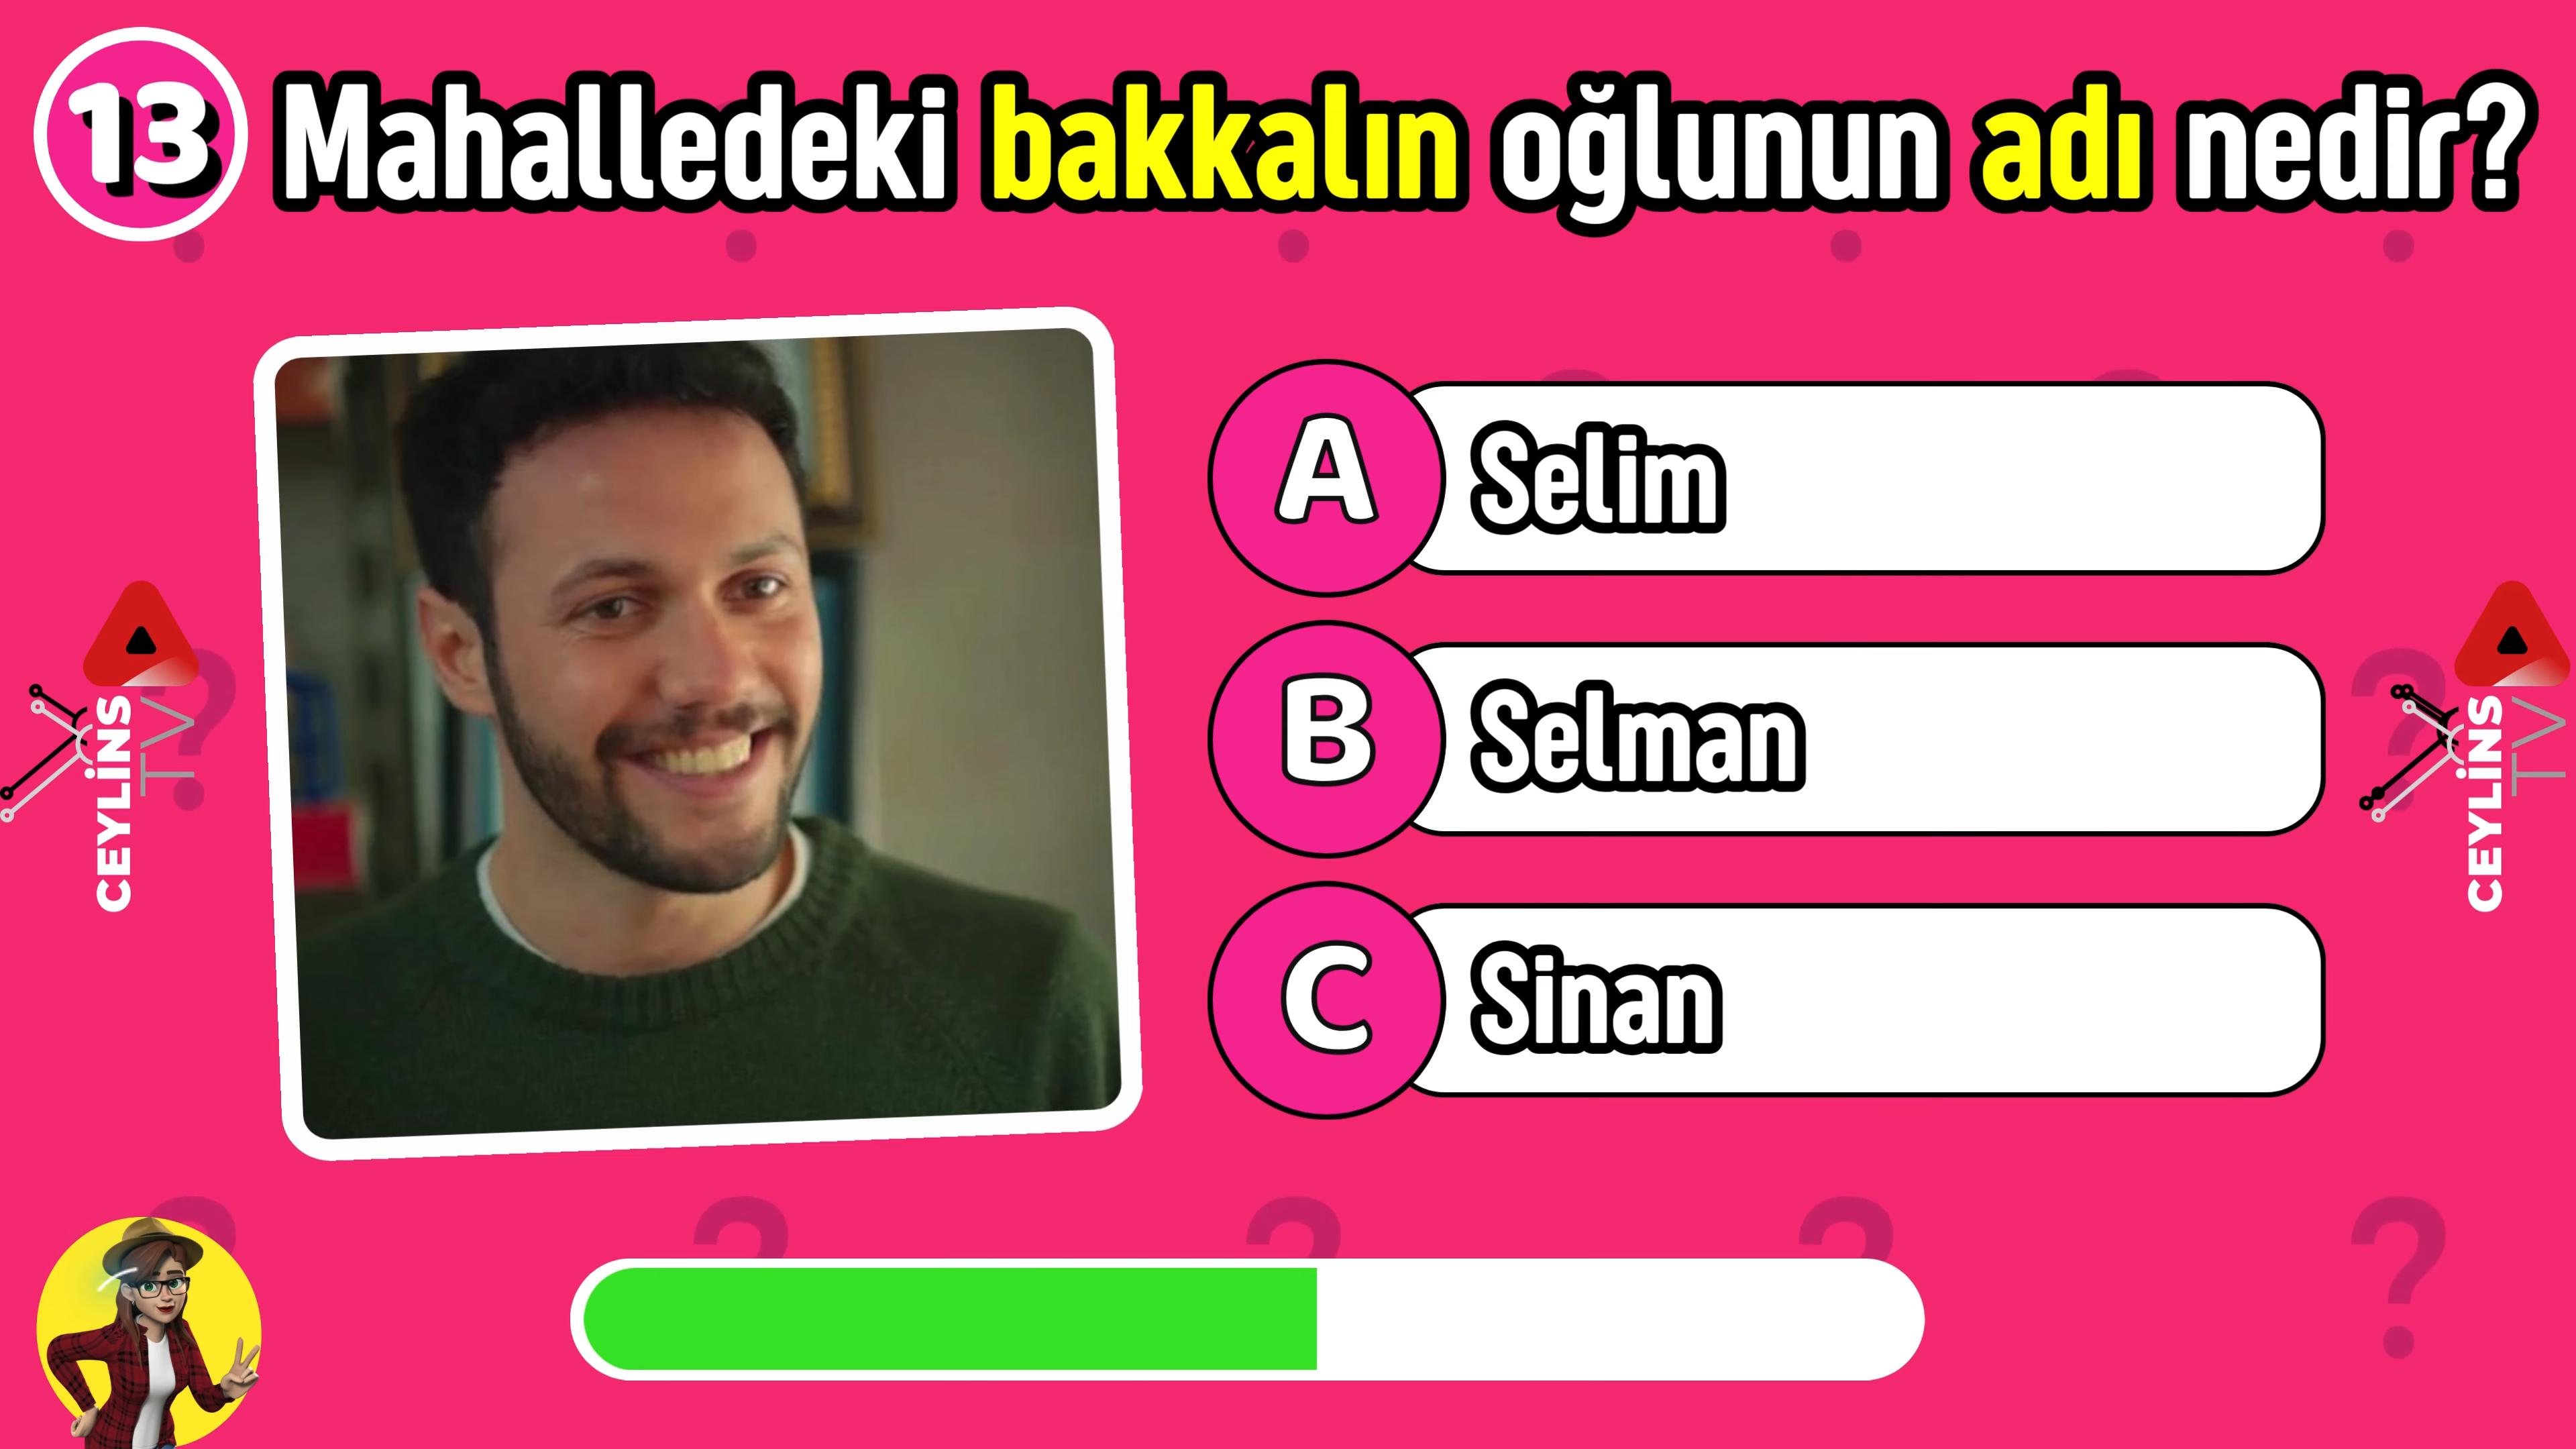 13 Mahalledeki bakkalın oğlunun adı nedir?
A Selim
B Selman
C Sinan
CEYLİNS
TV
CEYLİNS
TV